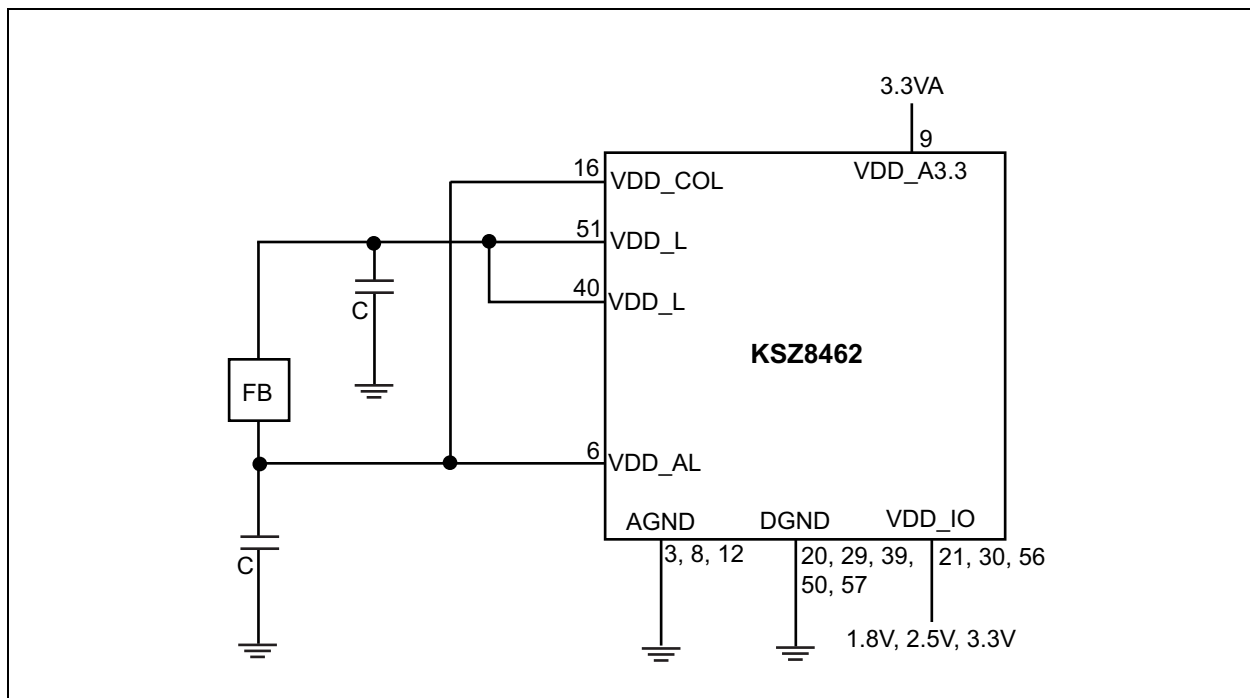 3.3VA
9
VDD_A3.3
16
VDD_COL
51
VDD_L
C
40
VDD_L
KSZ8462
FB
6
VDD_AL
AGND
DGND
VDD_IO
C
3, 8, 12
20, 29, 39,
50, 57
21, 30, 56
1.8V, 2.5V, 3.3V